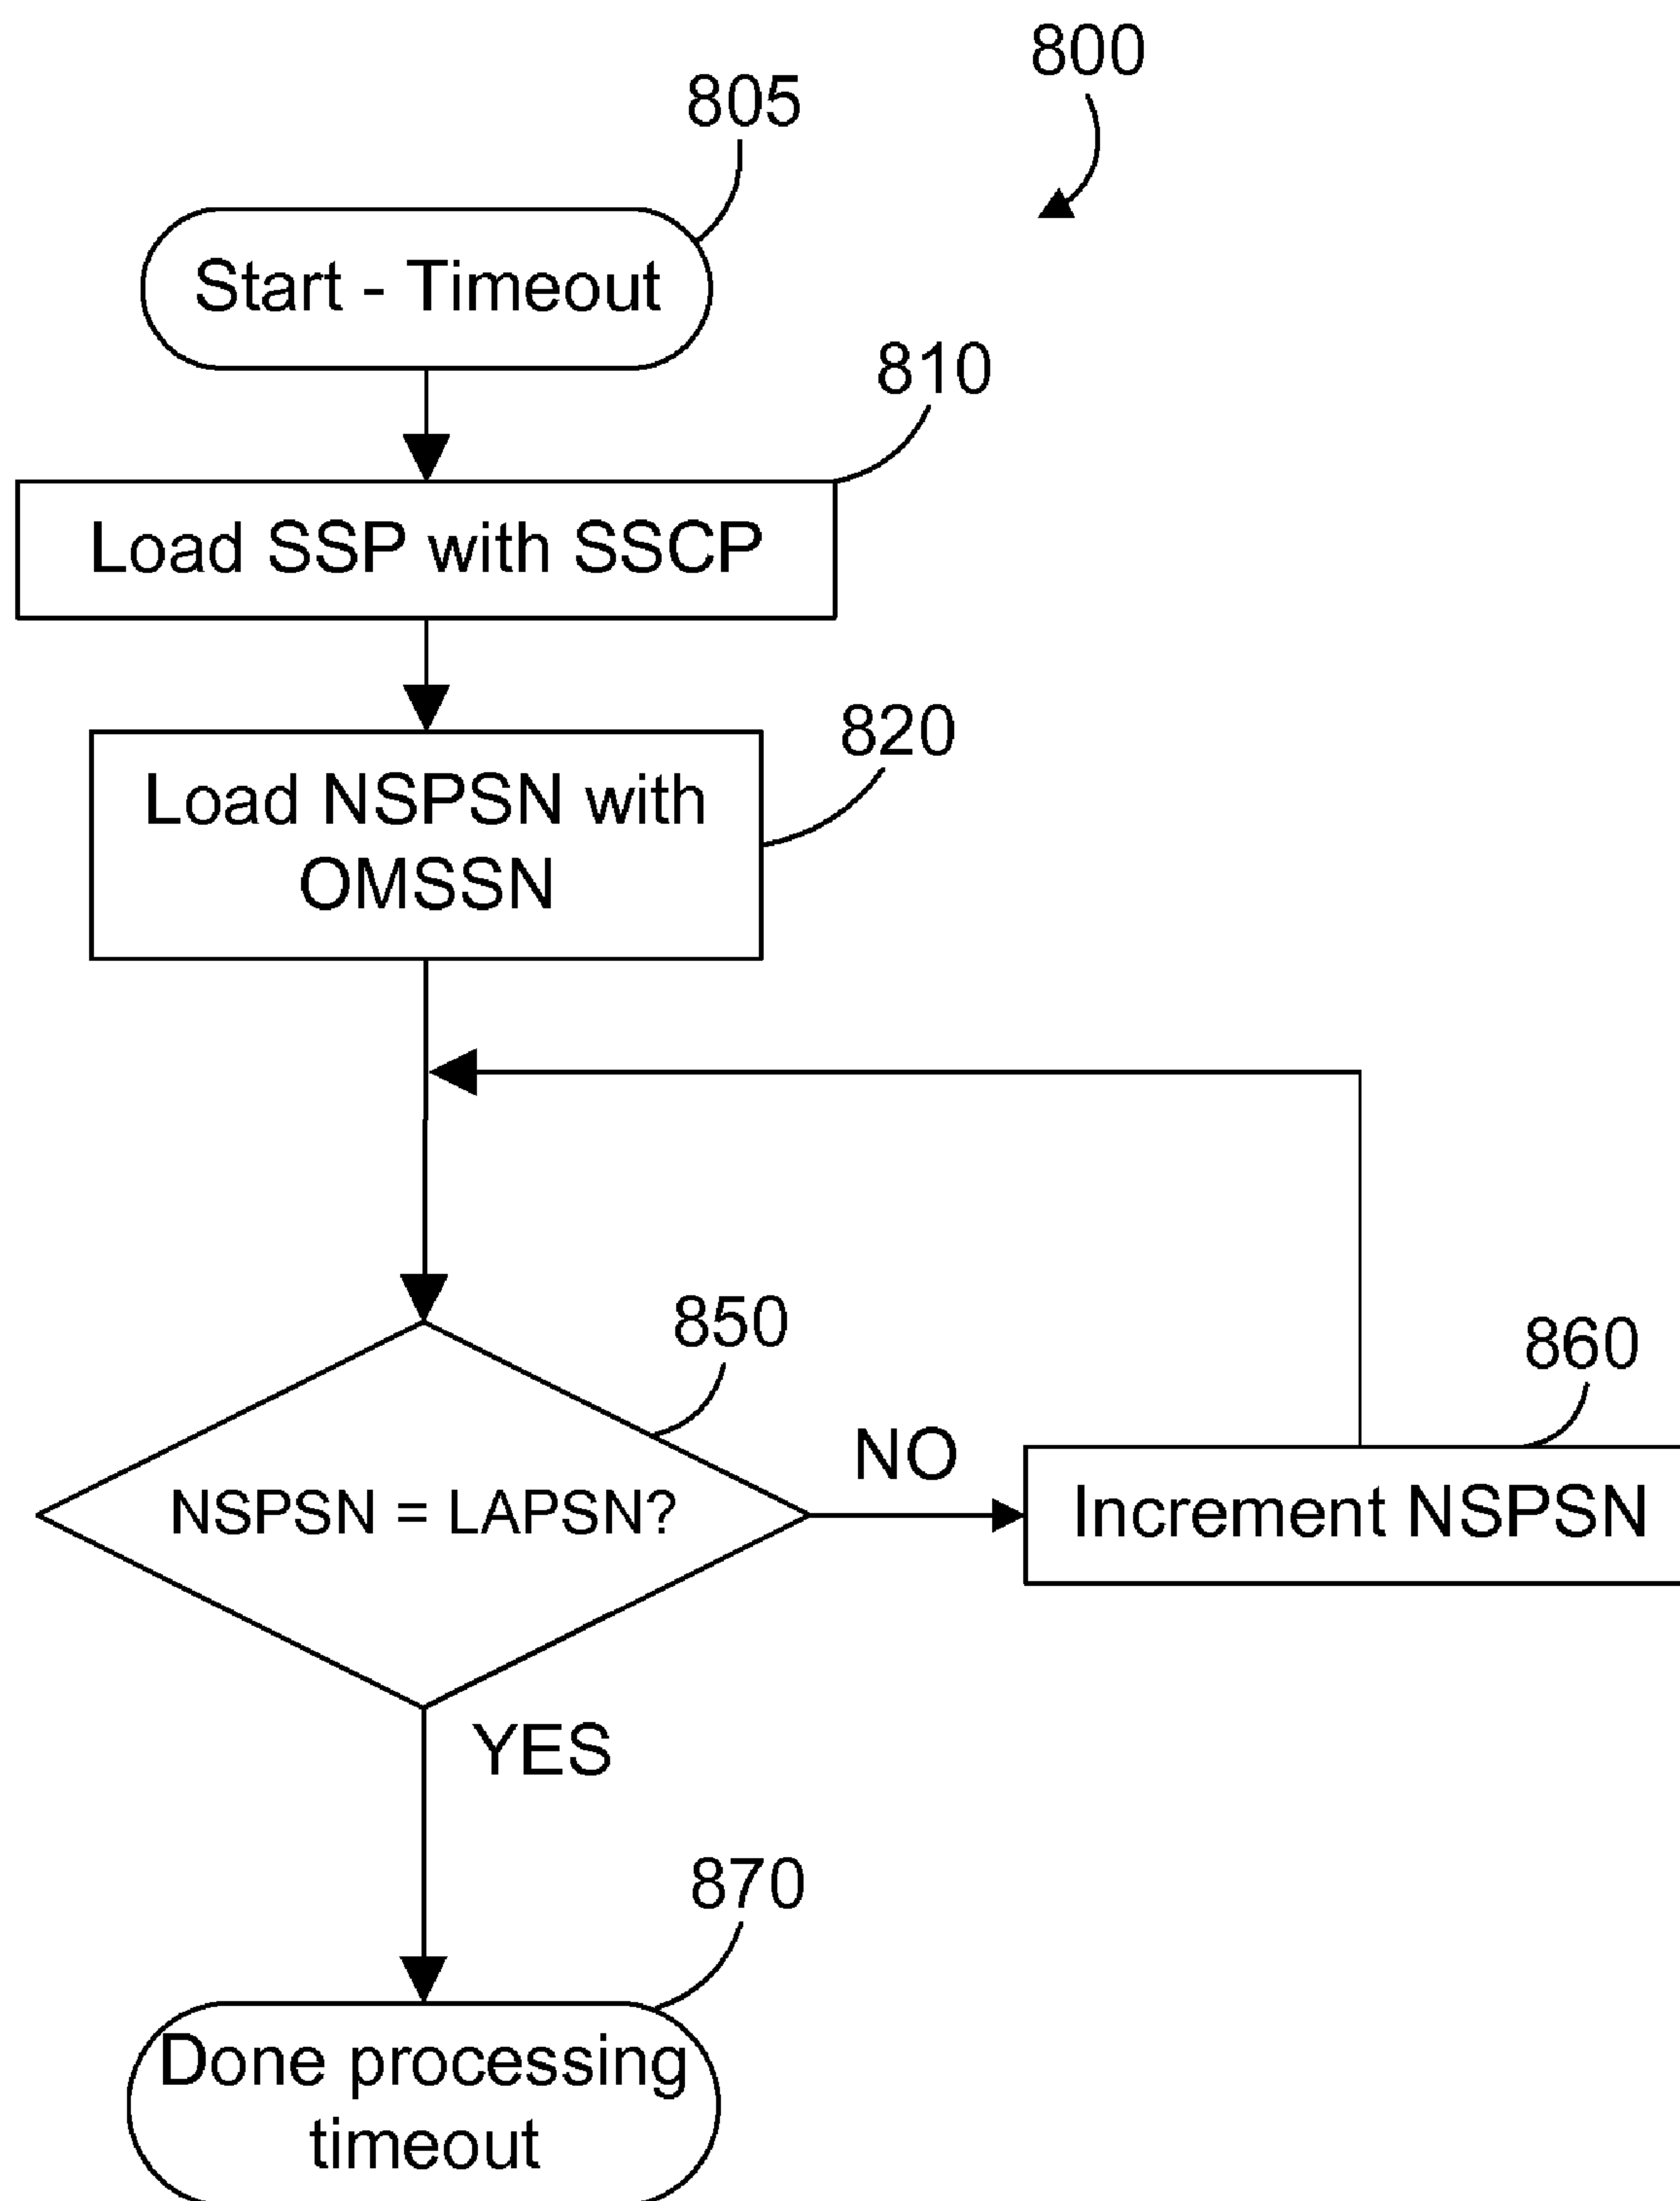 800
805
Start - Timeout
810
Load SSP with SSCP
820
Load NSPSN with
OMSSN
850
860
NO
NSPSN = LAPSN?
Increment NSPSN
YES
870
Done processing
timeout